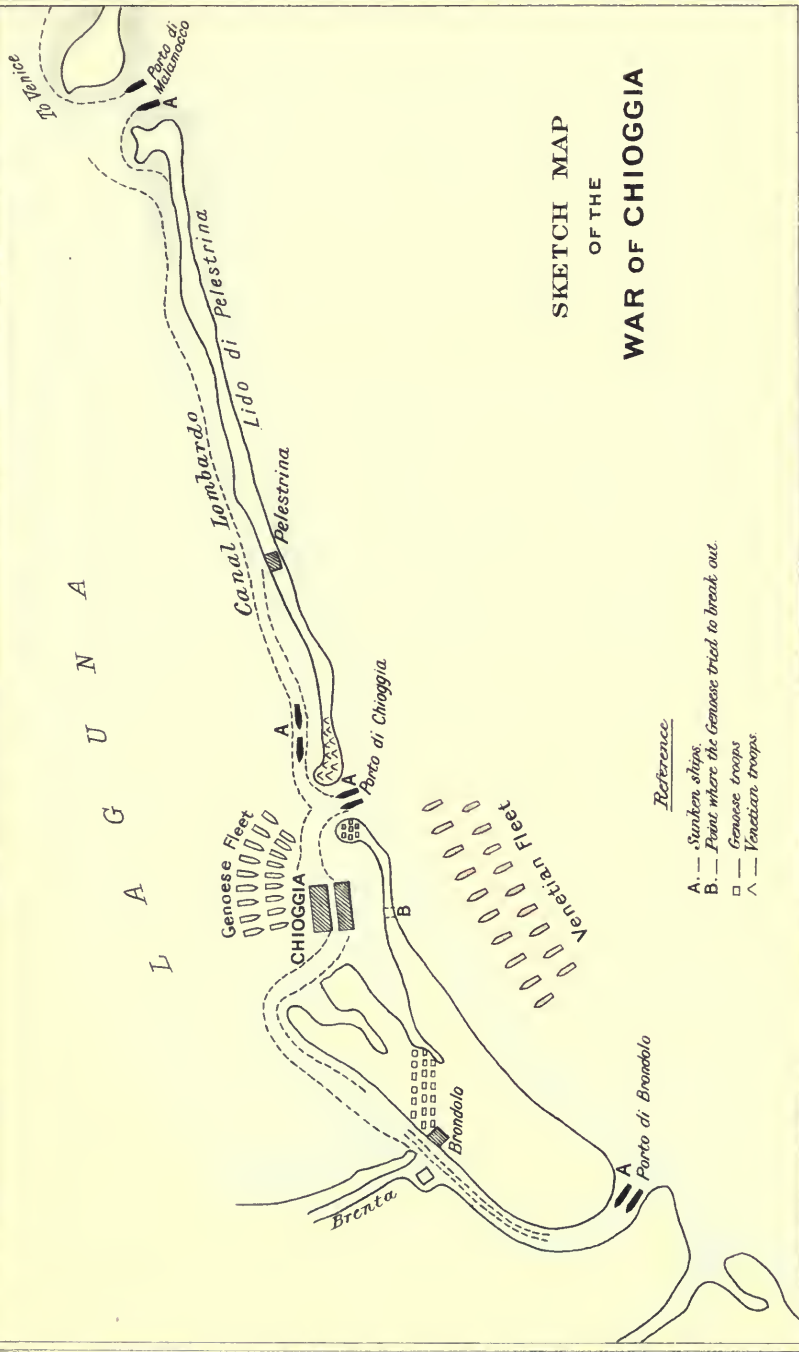 SKETCH MAP
OF THE
WAR OF CHIOGGIA
LAGUNA
To Venice
Porto di
Malamocco
A
Canal Lombardo
Lido di Pelestrina
Pelestrina
A
A
Porto di Chioggia
Genoese Fleet
CHIOGGIA
B
Venetian Fleet
Brondolo
Brenta
A
Porto di Brondolo
Reference
A. — Sunken ships.
B. — Point where the Genoese tried to break out.
— Genoese troops
— Venetian troops.